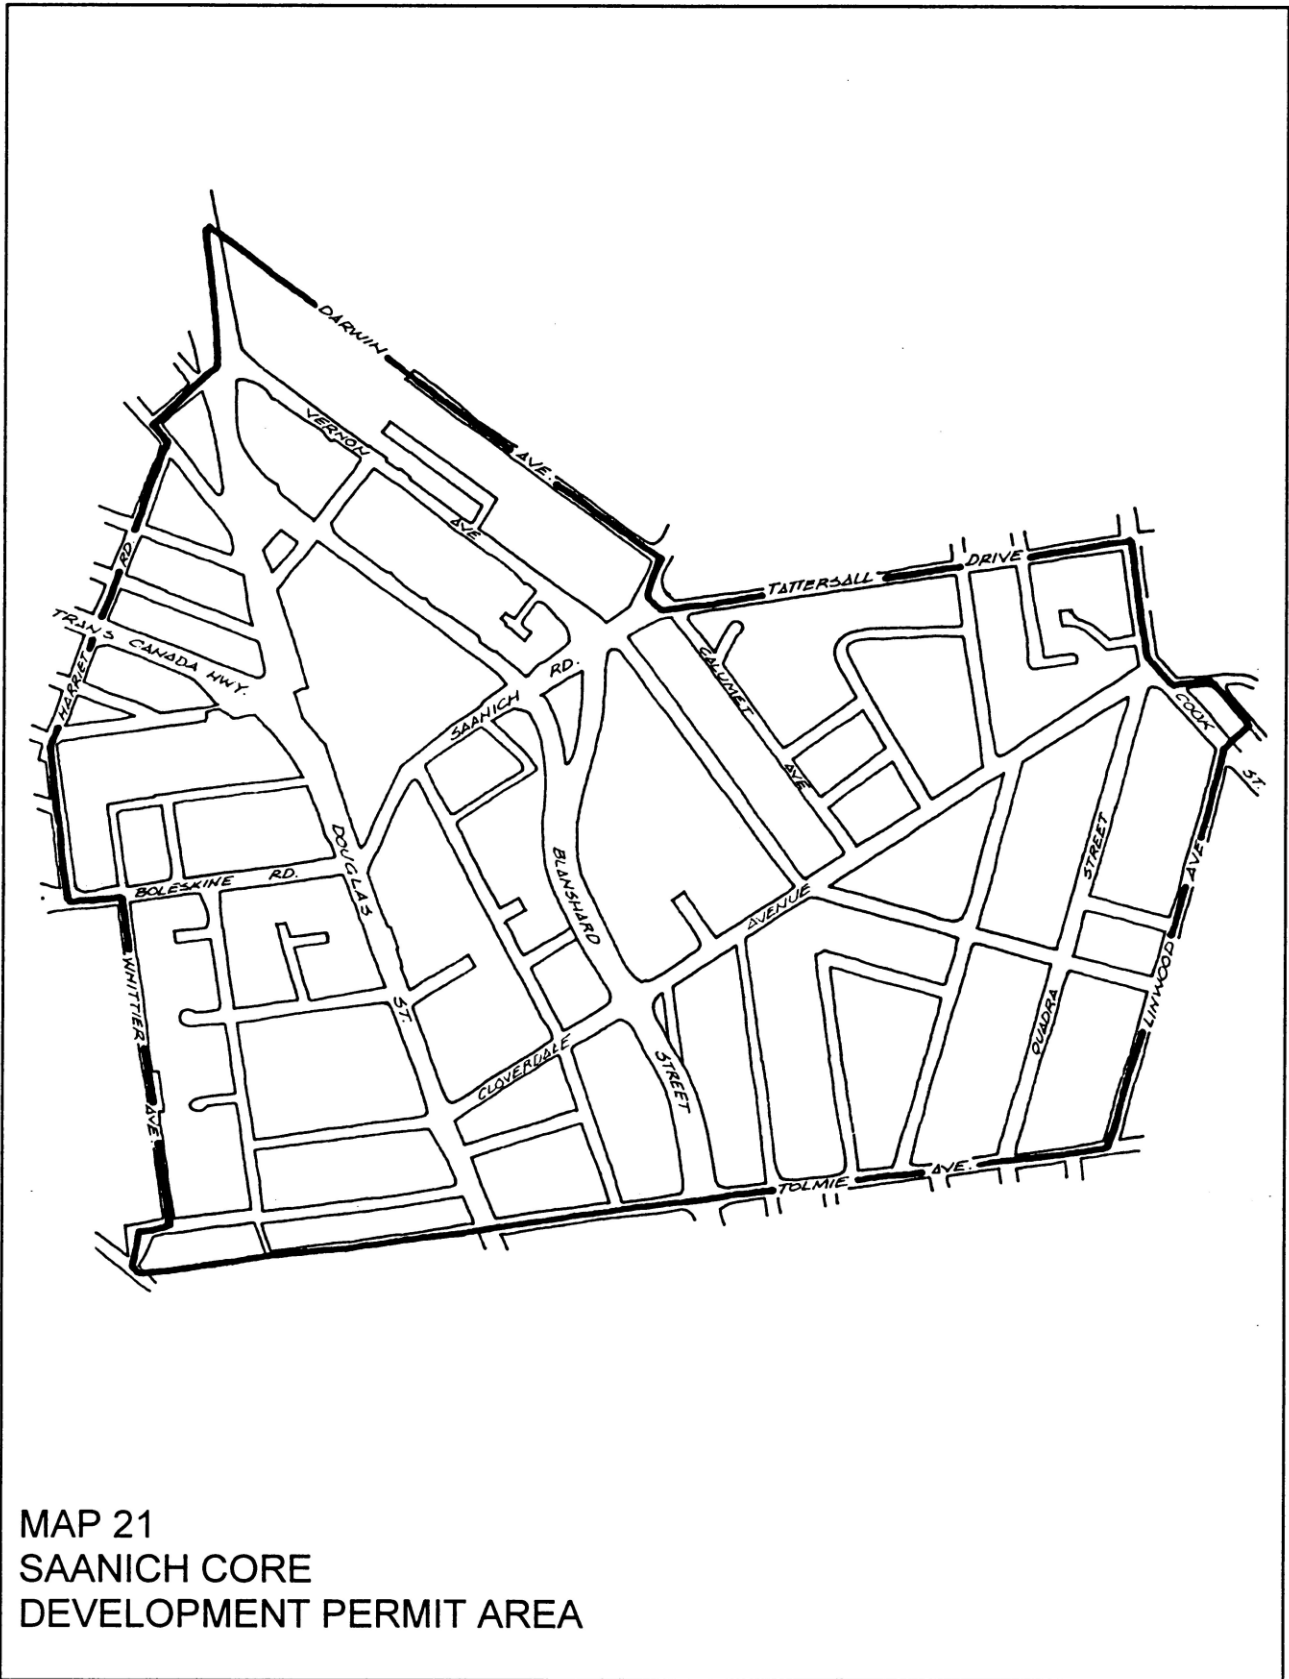 DARWIN
AVE.
VERNON
AVE
TATTERSALL
DRIVE
RD.
HARRIET
TRANS CANADA HWY.
SAANICH RD.
CALUMET
AVE
COOK
ST.
BOLESKINE RD.
DOUGLAS
ST.
BLANSHARD
STREET
CLOVERDALE
AVENUE
QUADRA
STREET
LINWOOD
AVE
WHITTIER
AVE.
TOLMIE
AVE.
MAP 21
SAANICH CORE
DEVELOPMENT PERMIT AREA